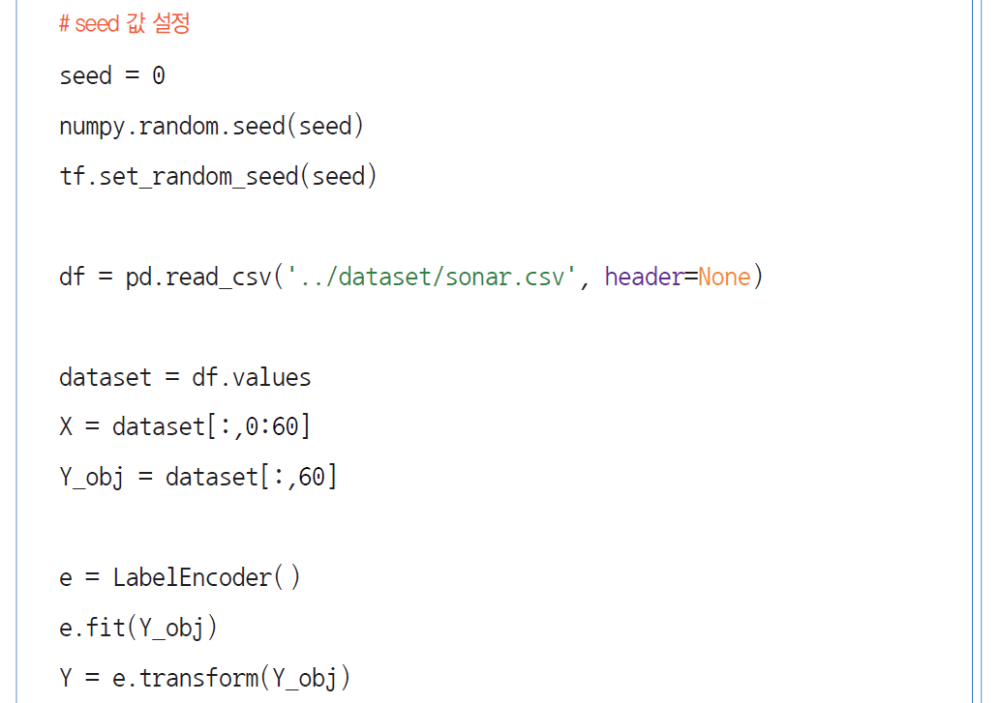 # seed 값 설정
seed = 0
numpy.random.seed(seed)
tf.set_random_seed(seed)
df = pd.read_csv('../dataset/sonar.csv', header=None)
dataset = df.values
X = dataset[:,0:60]
Y_obj = dataset[:,60]
e = LabelEncoder()
e.fit(Y_obj)
Y = e.transform(Y_obj)